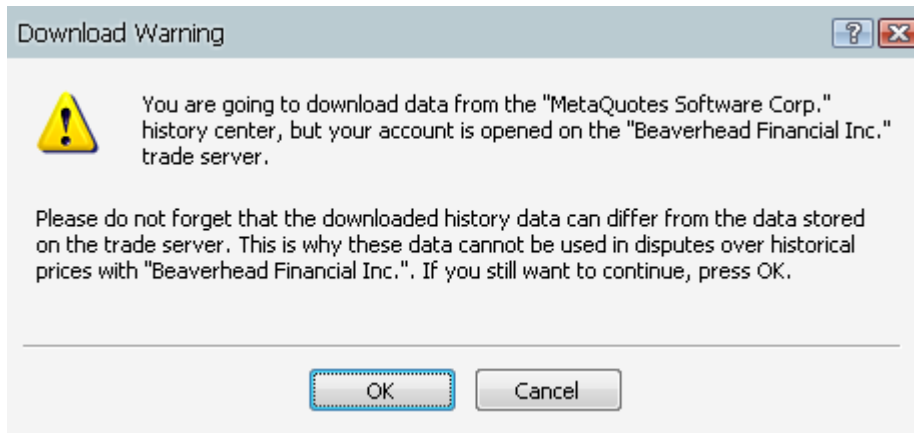 Download Warning
You are going to download data from the "MetaQuotes Software Corp."
history center, but your account is opened on the "Beaverhead Financial Inc."
trade server.
Please do not forget that the downloaded history data can differ from the data stored
on the trade server. This is why these data cannot be used in disputes over historical
prices with "Beaverhead Financial Inc.". If you still want to continue, press OK.
OK
Cancel